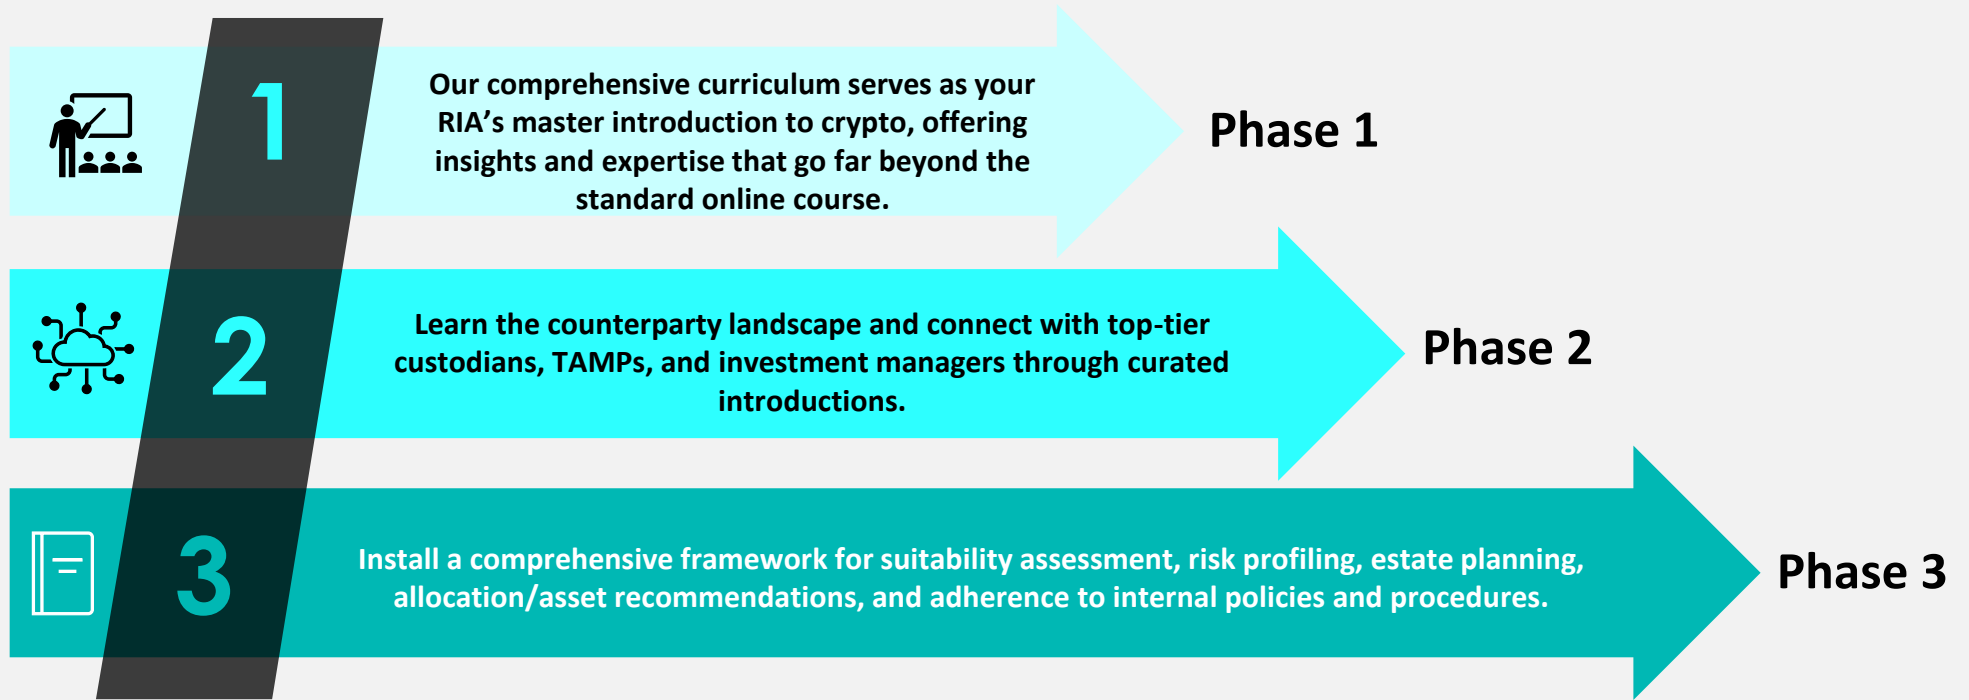 1
Our comprehensive curriculum serves as your
RIA’s master introduction to crypto, offering
insights and expertise that go far beyond the
standard online course.
Phase 1
2
Learn the counterparty landscape and connect with top-tier
custodians, TAMPs, and investment managers through curated
introductions.
Phase 2
3
Install a comprehensive framework for suitability assessment, risk profiling, estate planning,
allocation/asset recommendations, and adherence to internal policies and procedures.
Phase 3